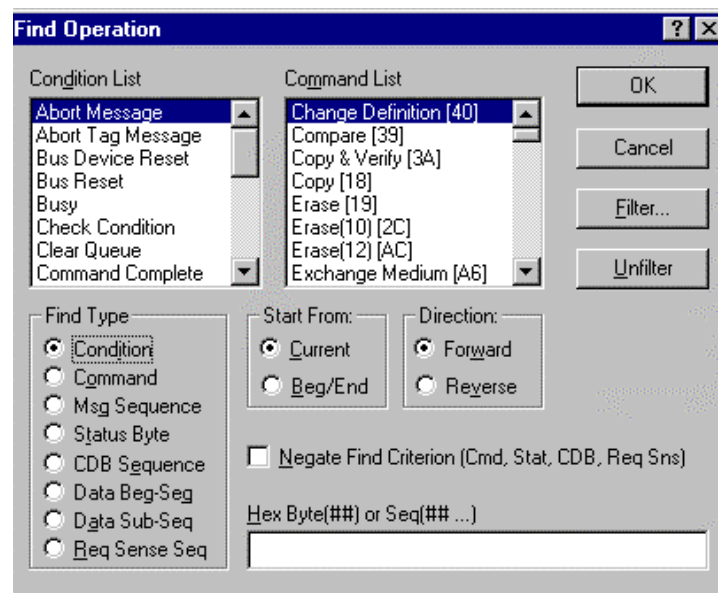 Find Operation
Condition List
Abort Message
Abort Tag Message
Bus Device Reset
Bus Reset
Busy
Check Condition
Clear Queue
Command Complete
Command List
Change Definition [40]
Compare [39]
Copy & Verify [3A]
Copy [18]
Erase [19]
Erase(10) [2C]
Erase(12) [AC]
Exchange Medium [A6]
OK
Cancel
Filter...
Unfilter
Find Type
Condition
Command
Msg Sequence
Status Byte
CDB Sequence
Data Beg-Seg
Data Sub-Seq
Req Sense Seq
Start From:
Current
Beg/End
Direction:
Forward
Reverse
Negate Find Criterion (Cmd, Stat, CDB, Req Sns)
Hex Byte(##) or Seq(## ...)